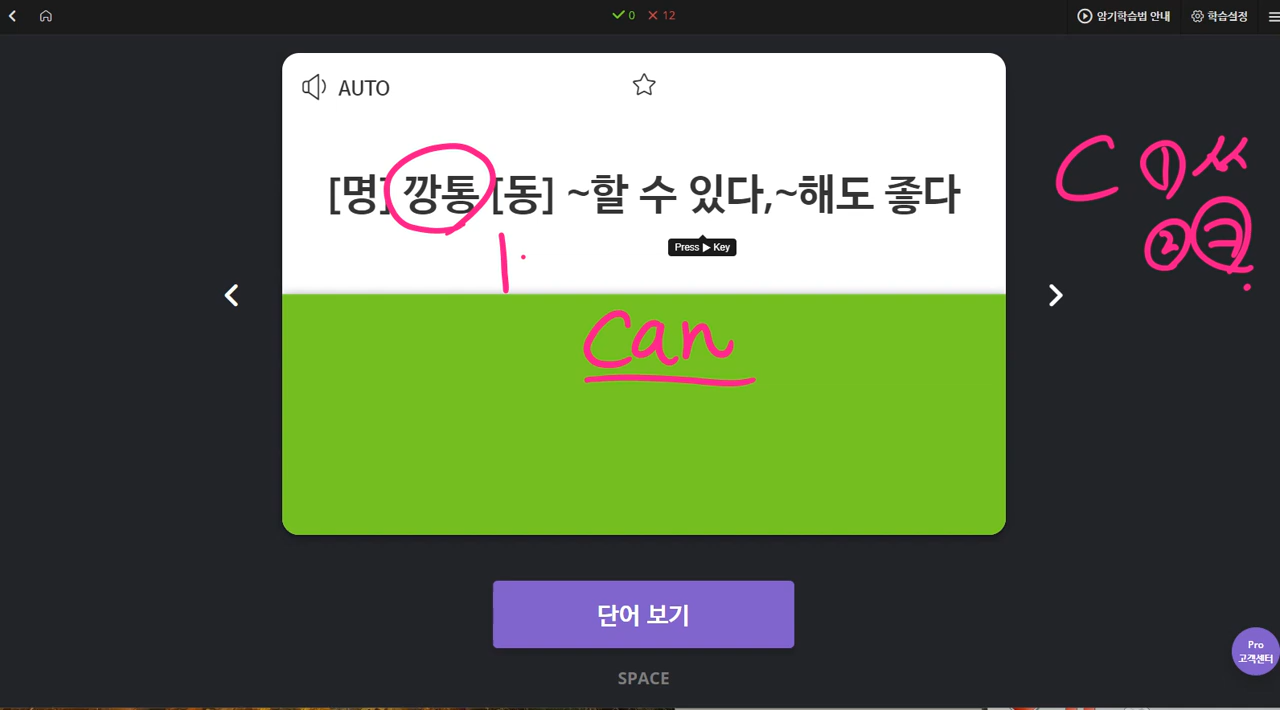 0 12 암기학습법 안내 학습설정
AUTO
[명] 깡통 [동] ~할 수 있다,~해도 좋다
Press ▶ Key
C ① ㅆ
② ㅋ
can
단어 보기
SPACE
Pro
고객센터